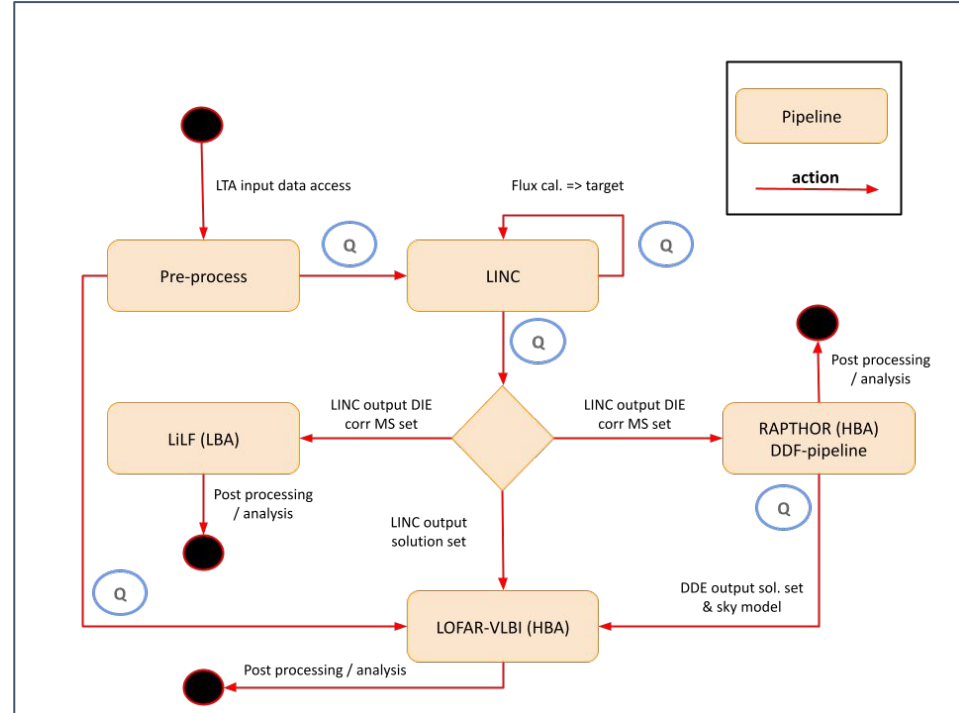 Pipeline
action
LTA input data access
Flux cal. => target
Q
Q
Pre-process
LINC
Q
Post processing
/ analysis
LINC output DIE
corr MS set
LINC output DIE
corr MS set
LiLF (LBA)
RAPTHOR (HBA)
DDF-pipeline
Post processing
/ analysis
Q
LINC output
solution set
Q
DDE output sol. set
& sky model
LOFAR-VLBI (HBA)
Post processing / analysis